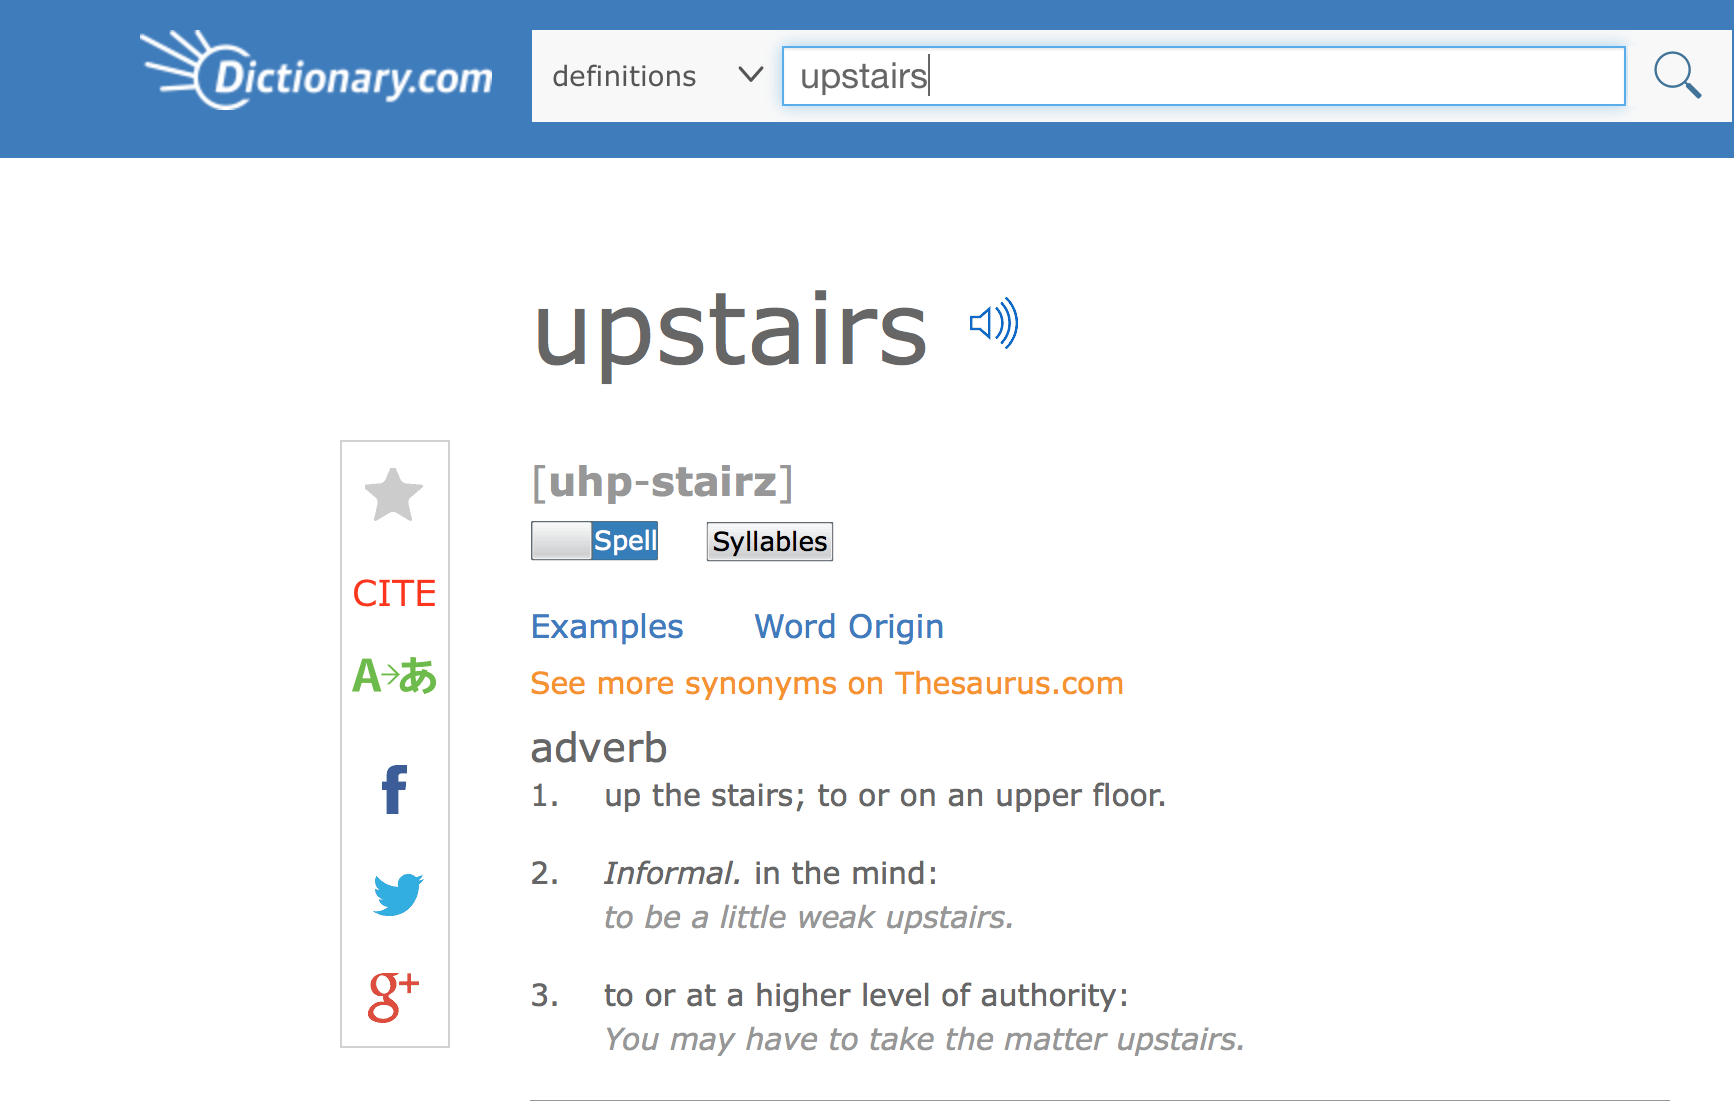 Dictionary.com
definitions
upstairs
upstairs
[uhp-stairz]
Spell Syllables
CITE
Examples Word Origin
A→あ
See more synonyms on Thesaurus.com
adverb
1. up the stairs; to or on an upper floor.
f
2. Informal. in the mind:
to be a little weak upstairs.
g+
3. to or at a higher level of authority:
You may have to take the matter upstairs.